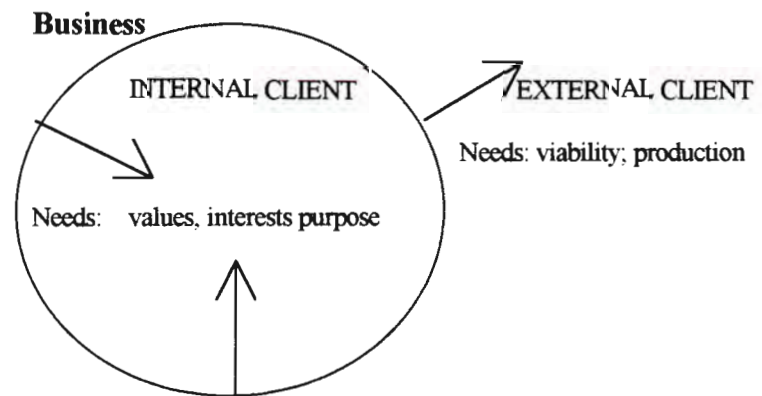 Business
INTERNAL CLIENT
EXTERNAL CLIENT
Needs: viability; production
Needs: values, interests purpose